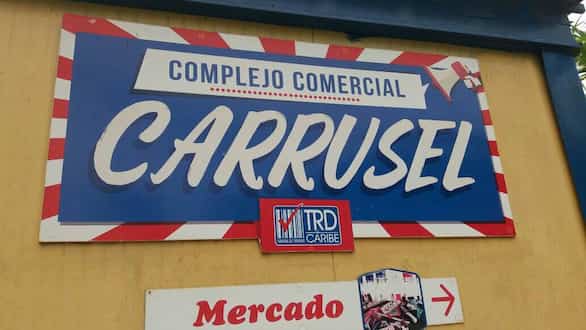 COMPLEJO COMERCIAL
CARRUSEL
TRD
CARIBE
Mercado